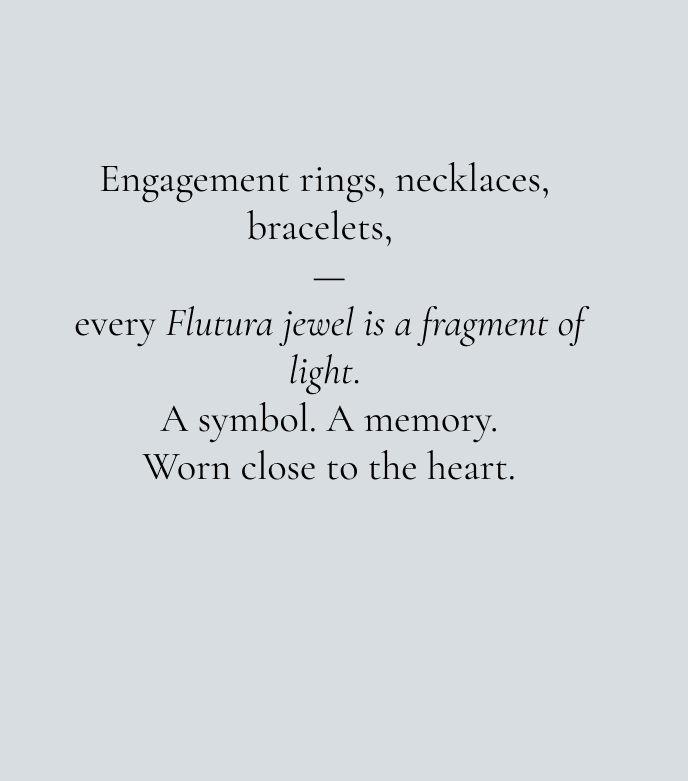 Engagement rings, necklaces,
bracelets,
—
every Flutura jewel is a fragment of
light.
A symbol. A memory.
Worn close to the heart.